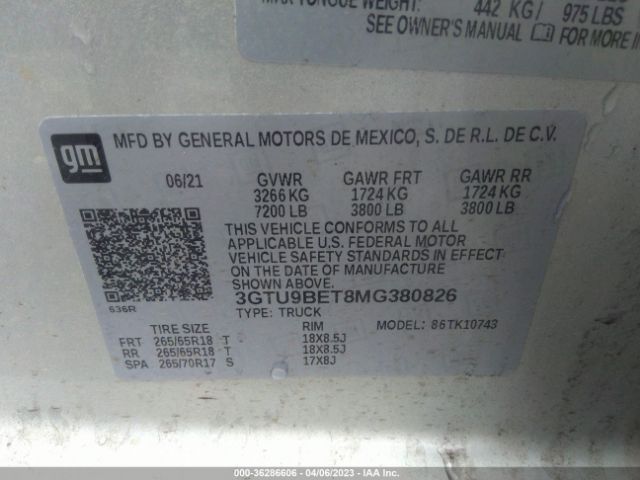 MAX TONGUE WEIGHT: 442 KG/ 975 LBS
SEE OWNER'S MANUAL FOR MORE
gm
MFD BY GENERAL MOTORS DE MEXICO, S. DE R.L. DE C.V.
06/21 GVWR GAWR FRT GAWR RR
3266 KG 1724 KG 1724 KG
7200 LB 3800 LB 3800 LB
THIS VEHICLE CONFORMS TO ALL
APPLICABLE U.S. FEDERAL MOTOR
VEHICLE SAFETY STANDARDS IN EFFECT
ON THE DATE OF MANUFACTURE
SHOWN ABOVE.
3GTU9BET8MG380826
636R
TYPE: TRUCK
TIRE SIZE RIM MODEL: 86TK10743
FRT 265/65R18 T 18X8.5J
RR 265/65R18 T 18X8.5J
SPA 265/70R17 S 17X8J
000-36286606 - 04/06/2023 - IAA Inc.